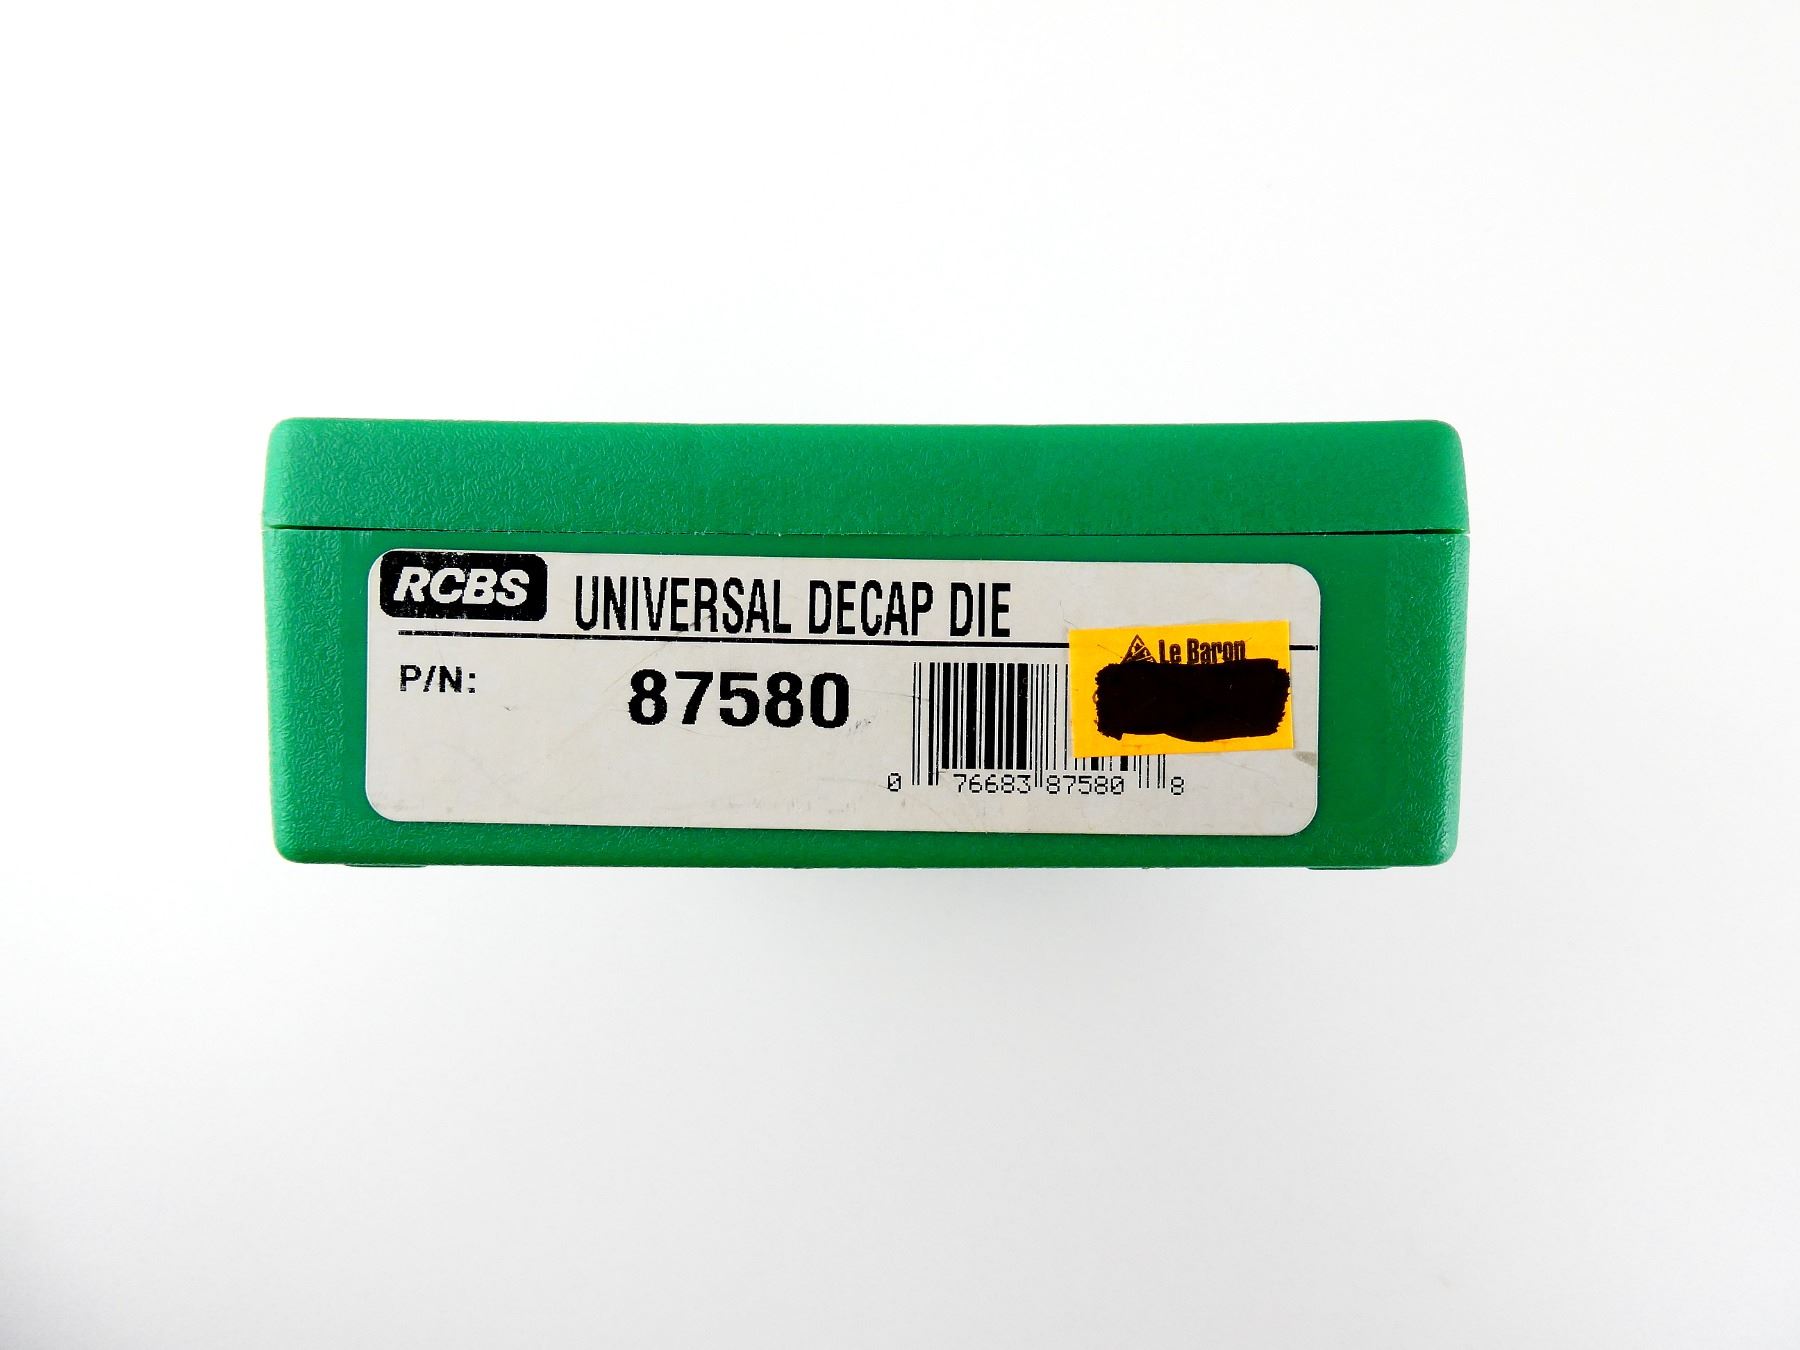 RCBS UNIVERSAL DECAP DIE
Le Baron
P/N: 87580
0 76683 87580 8